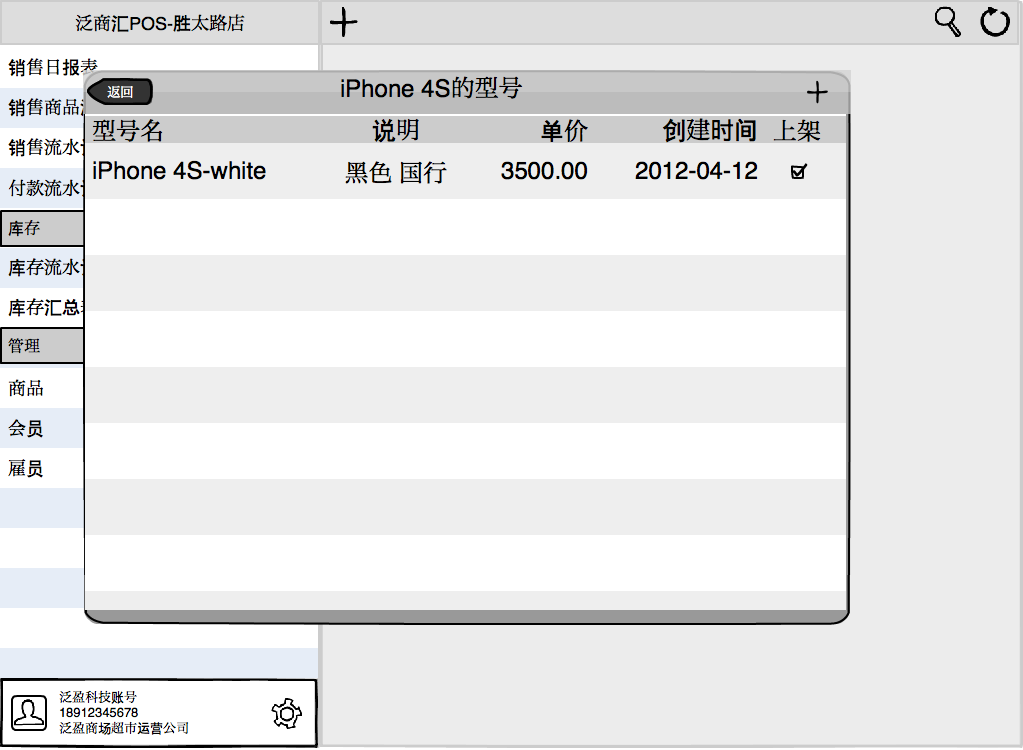 泛商汇POS-胜太路店
销售日报表
销售商品
销售流水
付款流水
库存
库存流水
库存汇总
管理
商品
会员
雇员
返回
iPhone 4S的型号
型号名 说明 单价 创建时间 上架
iPhone 4S-white 黑色 国行 3500.00 2012-04-12
泛盈科技账号
18912345678
泛盈商场超市运营公司